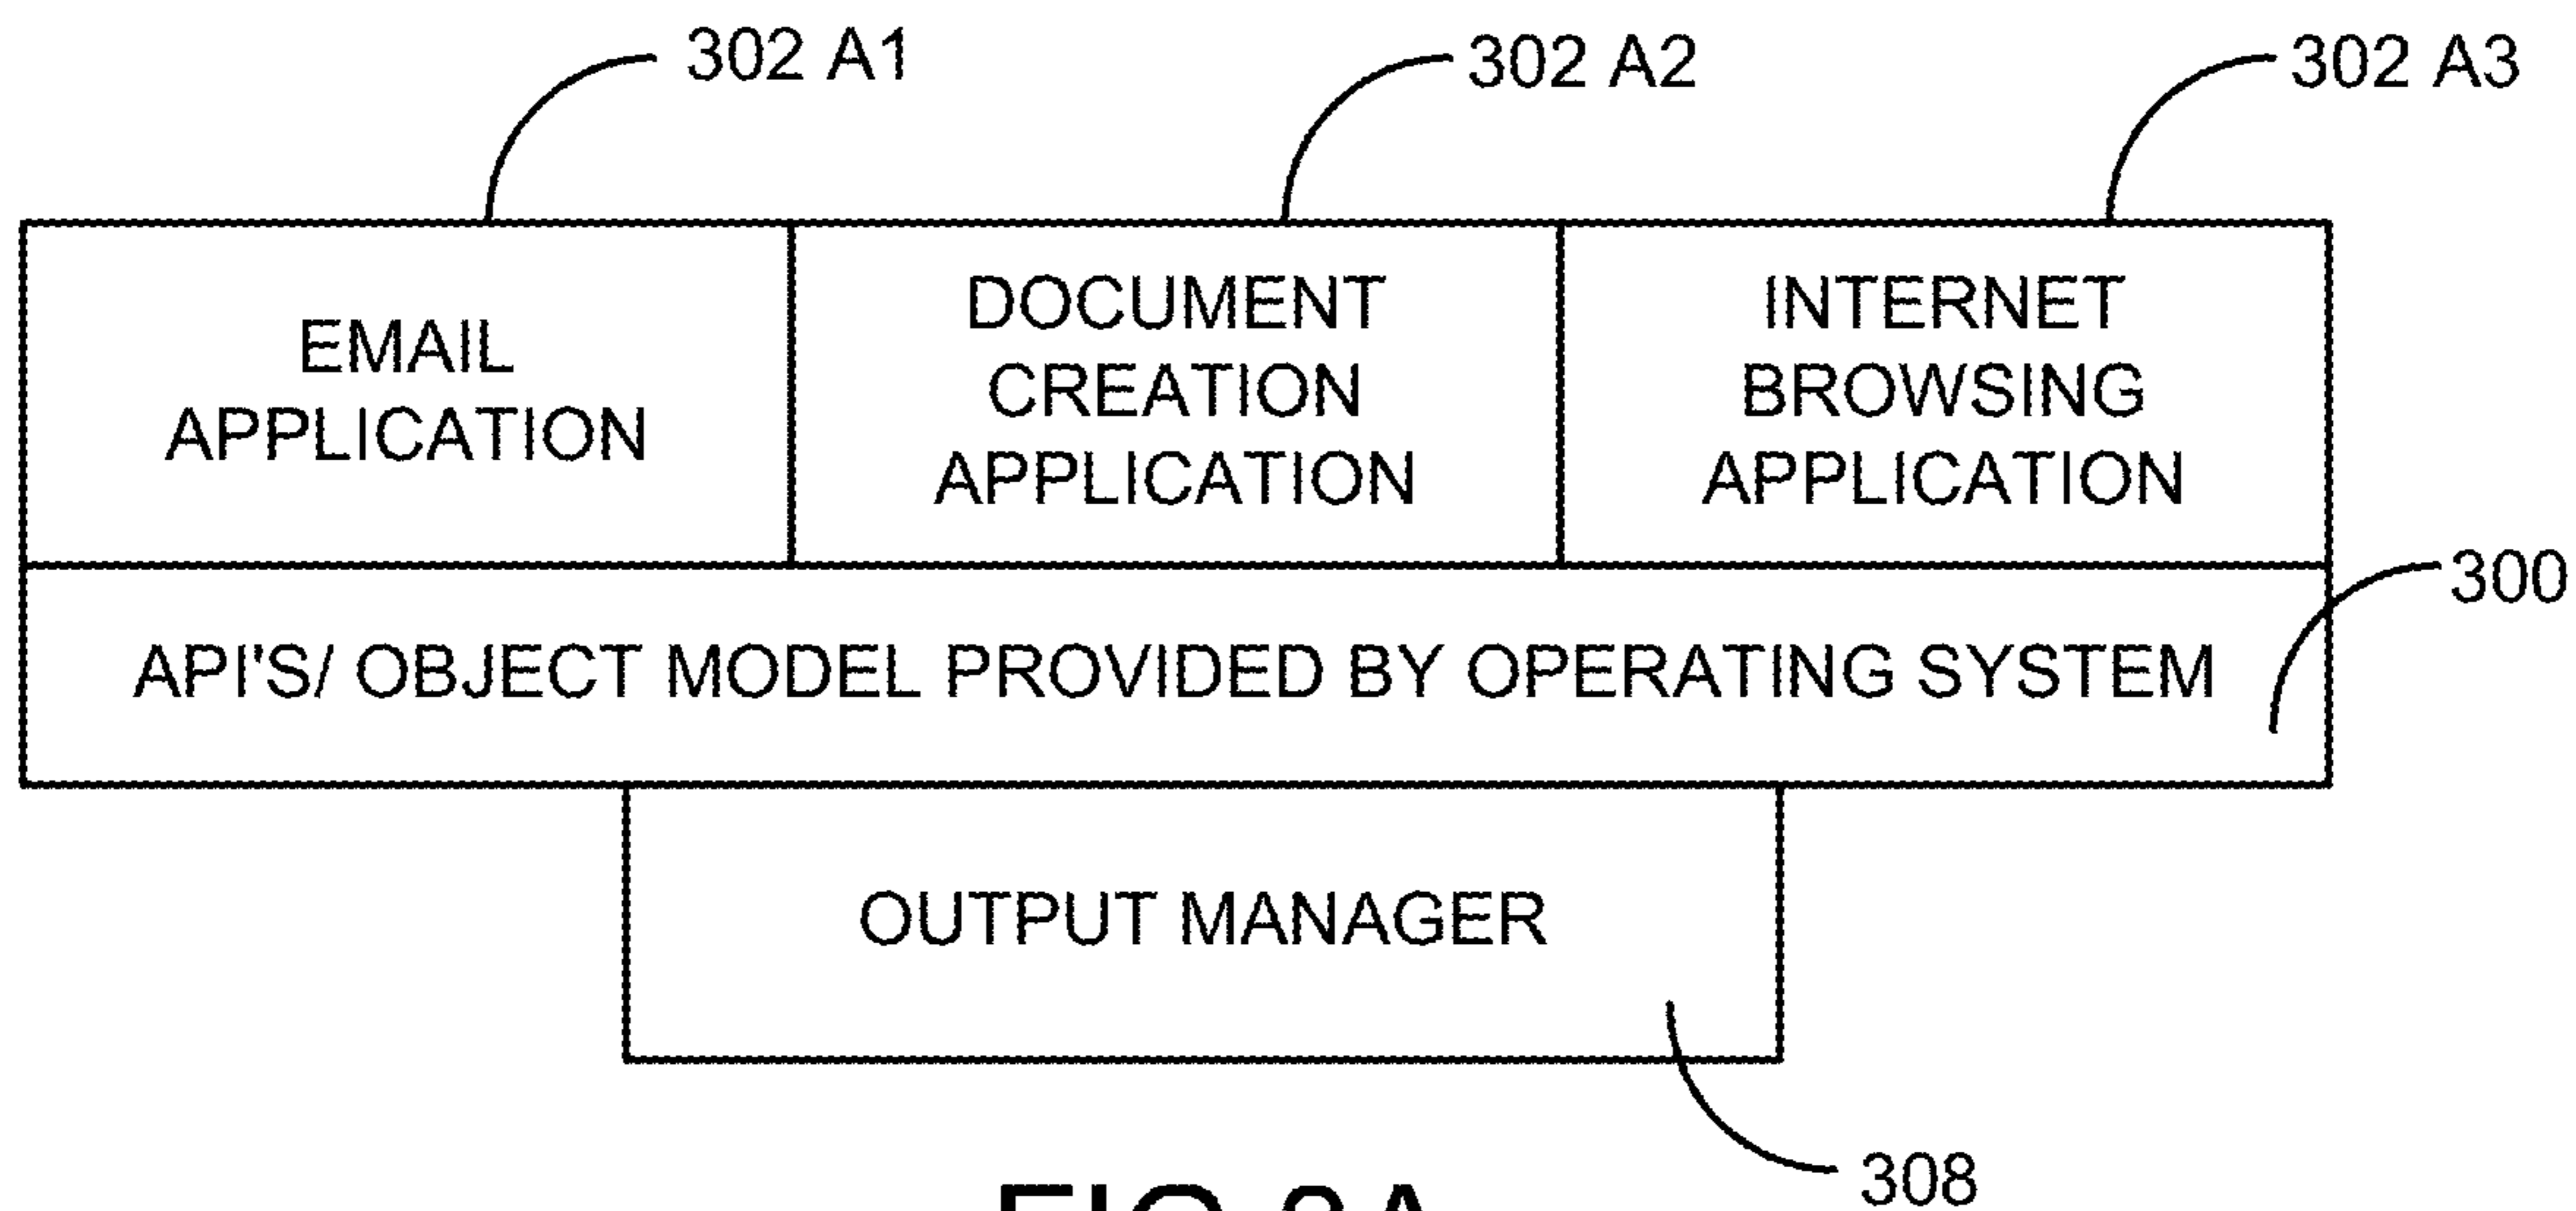 302 A1
302 A2
302 A3
EMAIL
APPLICATION
DOCUMENT
CREATION
APPLICATION
INTERNET
BROWSING
APPLICATION
300
API'S/ OBJECT MODEL PROVIDED BY OPERATING SYSTEM
OUTPUT MANAGER
308